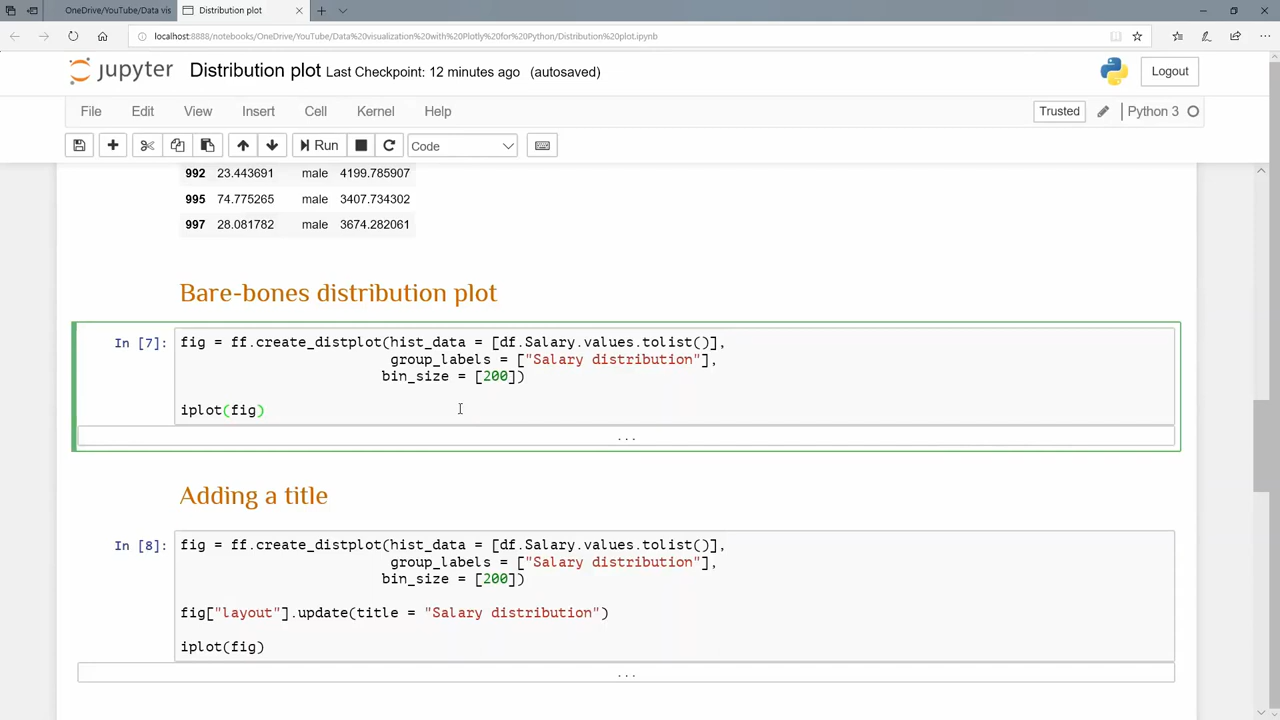 OneDrive/YouTube/Data vis
Distribution plot
localhost:8888/notebooks/OneDrive/YouTube/Data%20visualization%20with%20Plotly%20for%20Python/Distribution%20plot.ipynb
jupyter Distribution plot Last Checkpoint: 12 minutes ago (autosaved)
Logout
File Edit View Insert Cell Kernel Help
Trusted Python 3
Run Code
992 23.443691 male 4199.785907
995 74.775265 male 3407.734302
997 28.081782 male 3674.282061
Bare-bones distribution plot
In [7]: fig = ff.create_distplot(hist_data = [df.Salary.values.tolist()],
group_labels = ["Salary distribution"],
bin_size = [200])
iplot(fig)
...
Adding a title
In [8]: fig = ff.create_distplot(hist_data = [df.Salary.values.tolist()],
group_labels = ["Salary distribution"],
bin_size = [200])
fig["layout"].update(title = "Salary distribution")
iplot(fig)
...